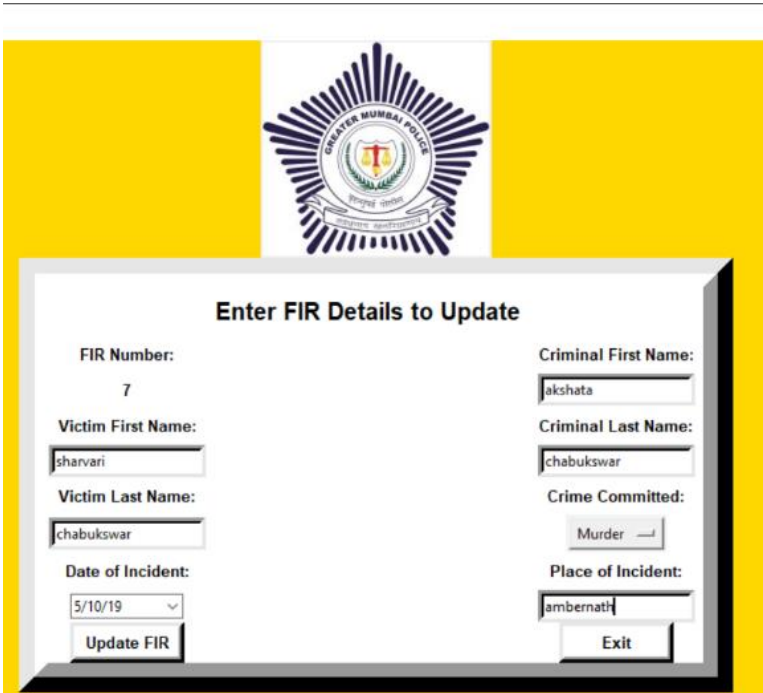 GREATER MUMBAI POLICE
Enter FIR Details to Update
FIR Number:
Criminal First Name:
7
akshata
Victim First Name:
Criminal Last Name:
sharvari
chabukswar
Victim Last Name:
Crime Committed:
chabukswar
Murder
Date of Incident:
Place of Incident:
5/10/19
ambernath
Update FIR
Exit